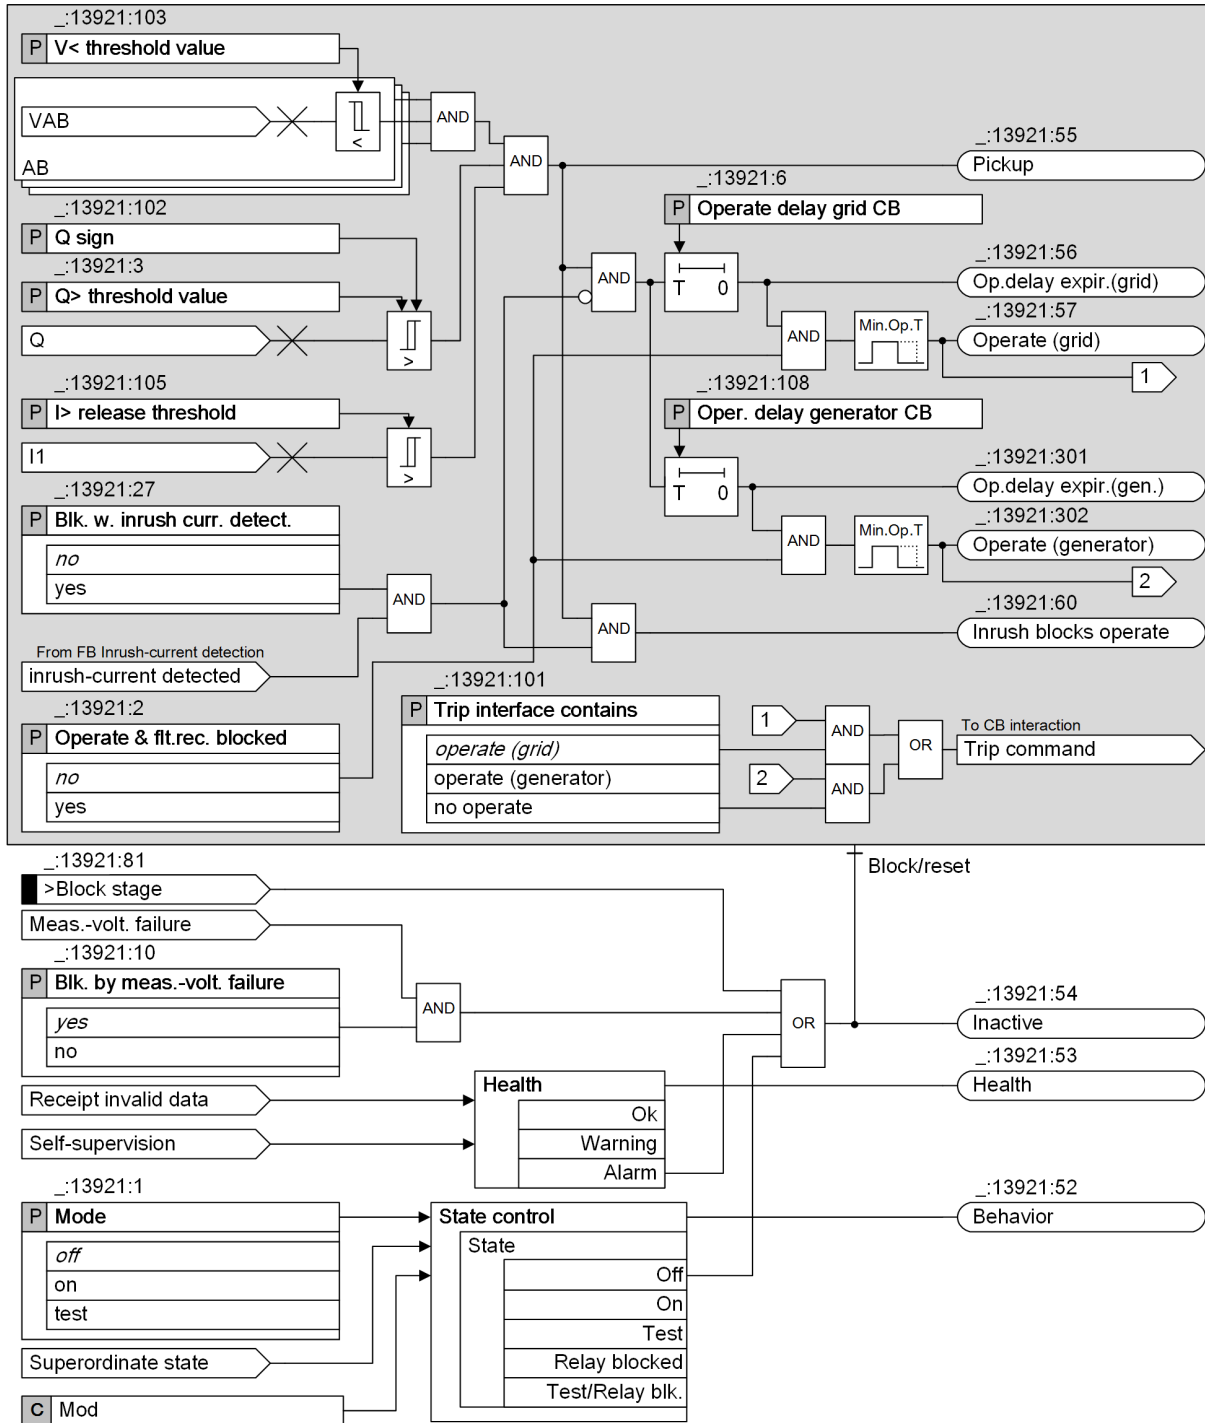 _:13921:103
P V< threshold value
VAB
<
AND
AB
AND
_:13921:55
Pickup
_:13921:6
P Operate delay grid CB
_:13921:102
P Q sign
_:13921:3
P Q> threshold value
Q
>
AND
T 0
_:13921:56
Op.delay expir.(grid)
_:13921:57
AND
Min.Op.T
Operate (grid)
1
_:13921:105
P I> release threshold
I1
>
_:13921:108
P Oper. delay generator CB
T 0
_:13921:301
Op.delay expir.(gen.)
_:13921:302
AND
Min.Op.T
Operate (generator)
2
_:13921:27
P Blk. w. inrush curr. detect.
no
yes
AND
AND
_:13921:60
Inrush blocks operate
From FB Inrush-current detection
inrush-current detected
_:13921:2
P Operate & flt.rec. blocked
no
yes
_:13921:101
P Trip interface contains
operate (grid)
operate (generator)
no operate
1
AND
2
AND
OR
To CB interaction
Trip command
Block/reset
_:13921:81
>Block stage
Meas.-volt. failure
_:13921:10
P Blk. by meas.-volt. failure
yes
no
AND
OR
_:13921:54
Inactive
_:13921:53
Health
Receipt invalid data
Self-supervision
Health
Ok
Warning
Alarm
_:13921:1
P Mode
off
on
test
Superordinate state
C Mod
State control
State
Off
On
Test
Relay blocked
Test/Relay blk.
_:13921:52
Behavior